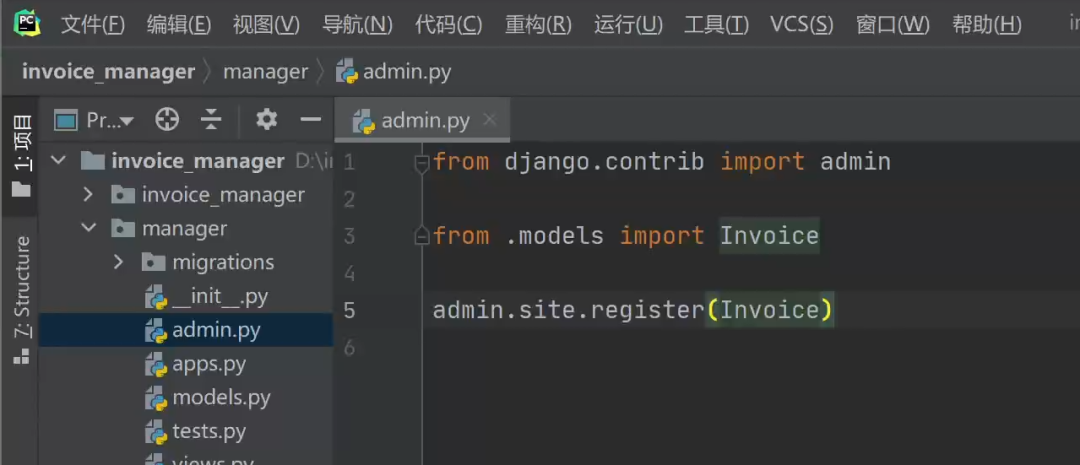 PC 文件(F) 编辑(E) 视图(V) 导航(N) 代码(C) 重构(R) 运行(U) 工具(T) VCS(S) 窗口(W) 帮助(H)
invoice_manager manager admin.py
1: 项目
7: Structure
Pr...
invoice_manager D:\i
invoice_manager
manager
migrations
__init__.py
admin.py
apps.py
models.py
tests.py
views.py
admin.py
1 from django.contrib import admin
2
3 from .models import Invoice
4
5 admin.site.register(Invoice)
6